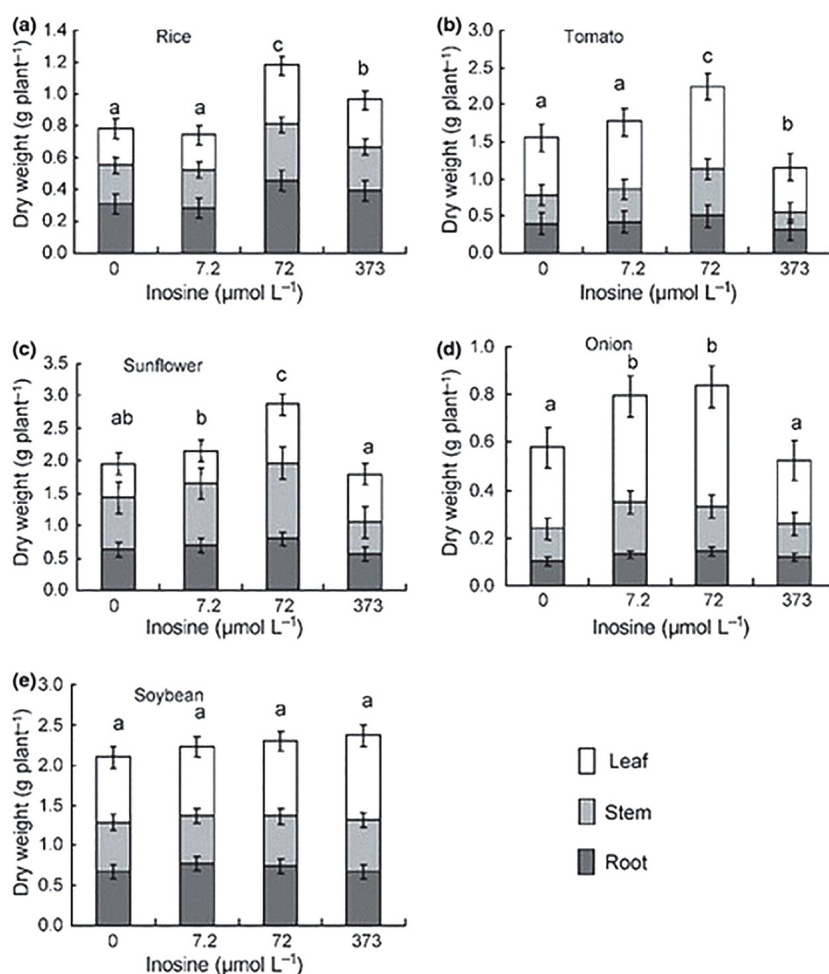 (a)
Rice
Dry weight (g plant⁻¹)
1.4
1.2
1.0
0.8
0.6
0.4
0.2
0.0
a
a
c
b
0
7.2
72
373
Inosine (µmol L⁻¹)
(b)
Tomato
Dry weight (g plant⁻¹)
3.0
2.5
2.0
1.5
1.0
0.5
0.0
a
a
c
b
0
7.2
72
373
Inosine (µmol L⁻¹)
(c)
Sunflower
Dry weight (g plant⁻¹)
3.5
3.0
2.5
2.0
1.5
1.0
0.5
0.0
ab
b
c
a
0
7.2
72
373
Inosine (µmol L⁻¹)
(d)
Onion
Dry weight (g plant⁻¹)
1.0
0.8
0.6
0.4
0.2
0.0
a
b
b
a
0
7.2
72
373
Inosine (µmol L⁻¹)
(e)
Soybean
Dry weight (g plant⁻¹)
3.0
2.5
2.0
1.5
1.0
0.5
0.0
a
a
a
a
0
7.2
72
373
Inosine (µmol L⁻¹)
Leaf
Stem
Root